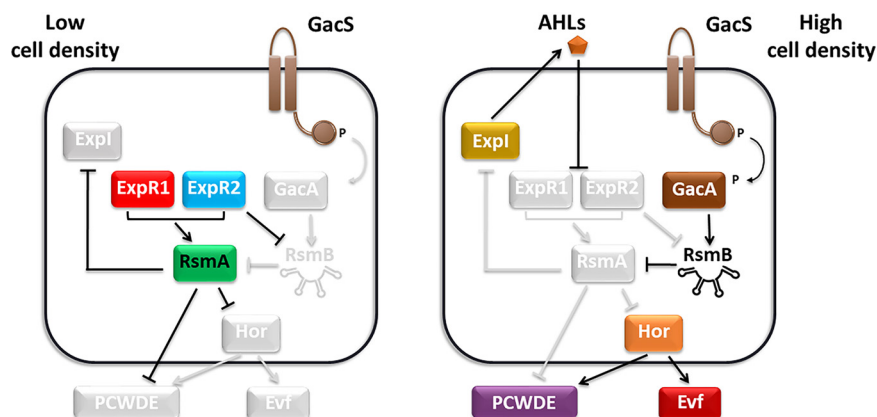 Low
cell density
GacS
P
ExpI
ExpR1
ExpR2
GacA
RsmA
RsmB
Hor
PCWDE
Evf
AHLs
GacS
High
cell density
P
ExpI
ExpR1
ExpR2
GacA
P
RsmA
RsmB
Hor
PCWDE
Evf